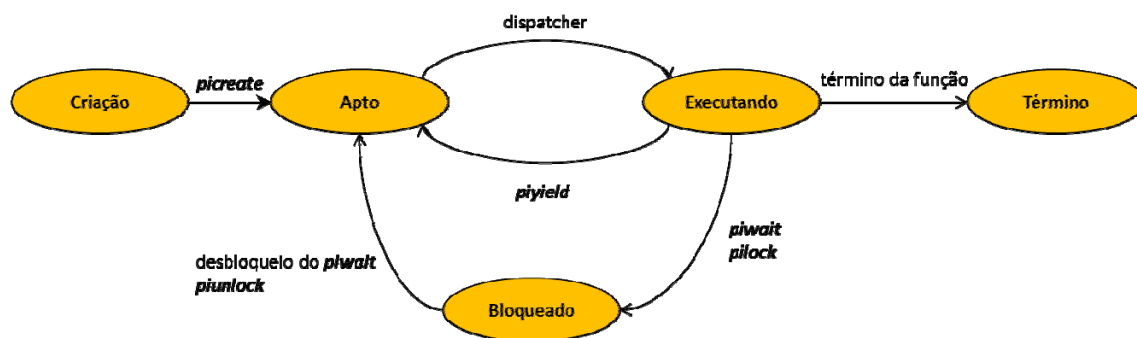 dispatcher
Criação
picreate
Apto
Executando
término da função
Término
piyield
piwait
pilock
desbloqueio do piwait
piunlock
Bloqueado